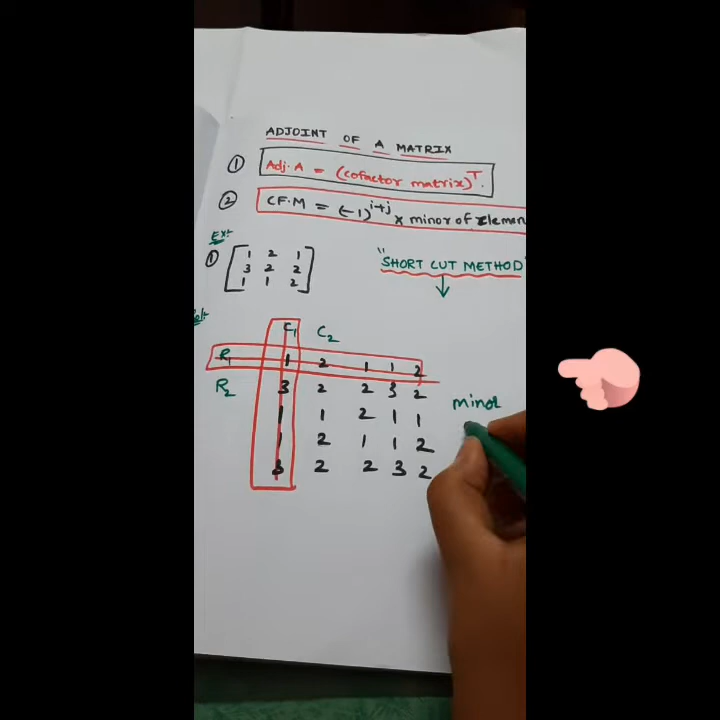 ADJOINT OF A MATRIX
① Adj. A = (cofactor matrix)ᵀ.
② CF.M = (-1)^i+j × minor of Elemen
Ex:-
① [1 2 1
3 2 2
1 1 2]
"SHORT CUT METHOD"
C₁ C₂
R₁ 1 2 1 1 2
R₂ 3 2 2 3 2
1 1 2 1 1
minor
1 2 1 1 2
3 2 2 3 2